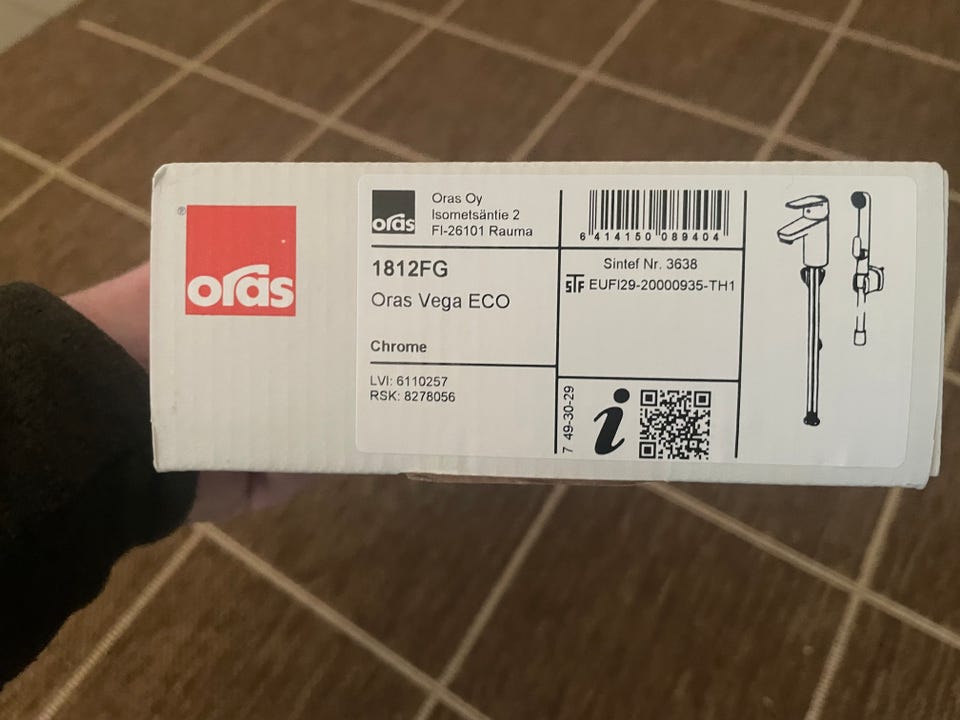 ®
oras
oras
Oras Oy
Isometsäntie 2
FI-26101 Rauma
1812FG
Oras Vega ECO
Chrome
LVI: 6110257
RSK: 8278056
6 414150 089404
Sintef Nr. 3638
STF EUFI29-20000935-TH1
7 49-30-29
i